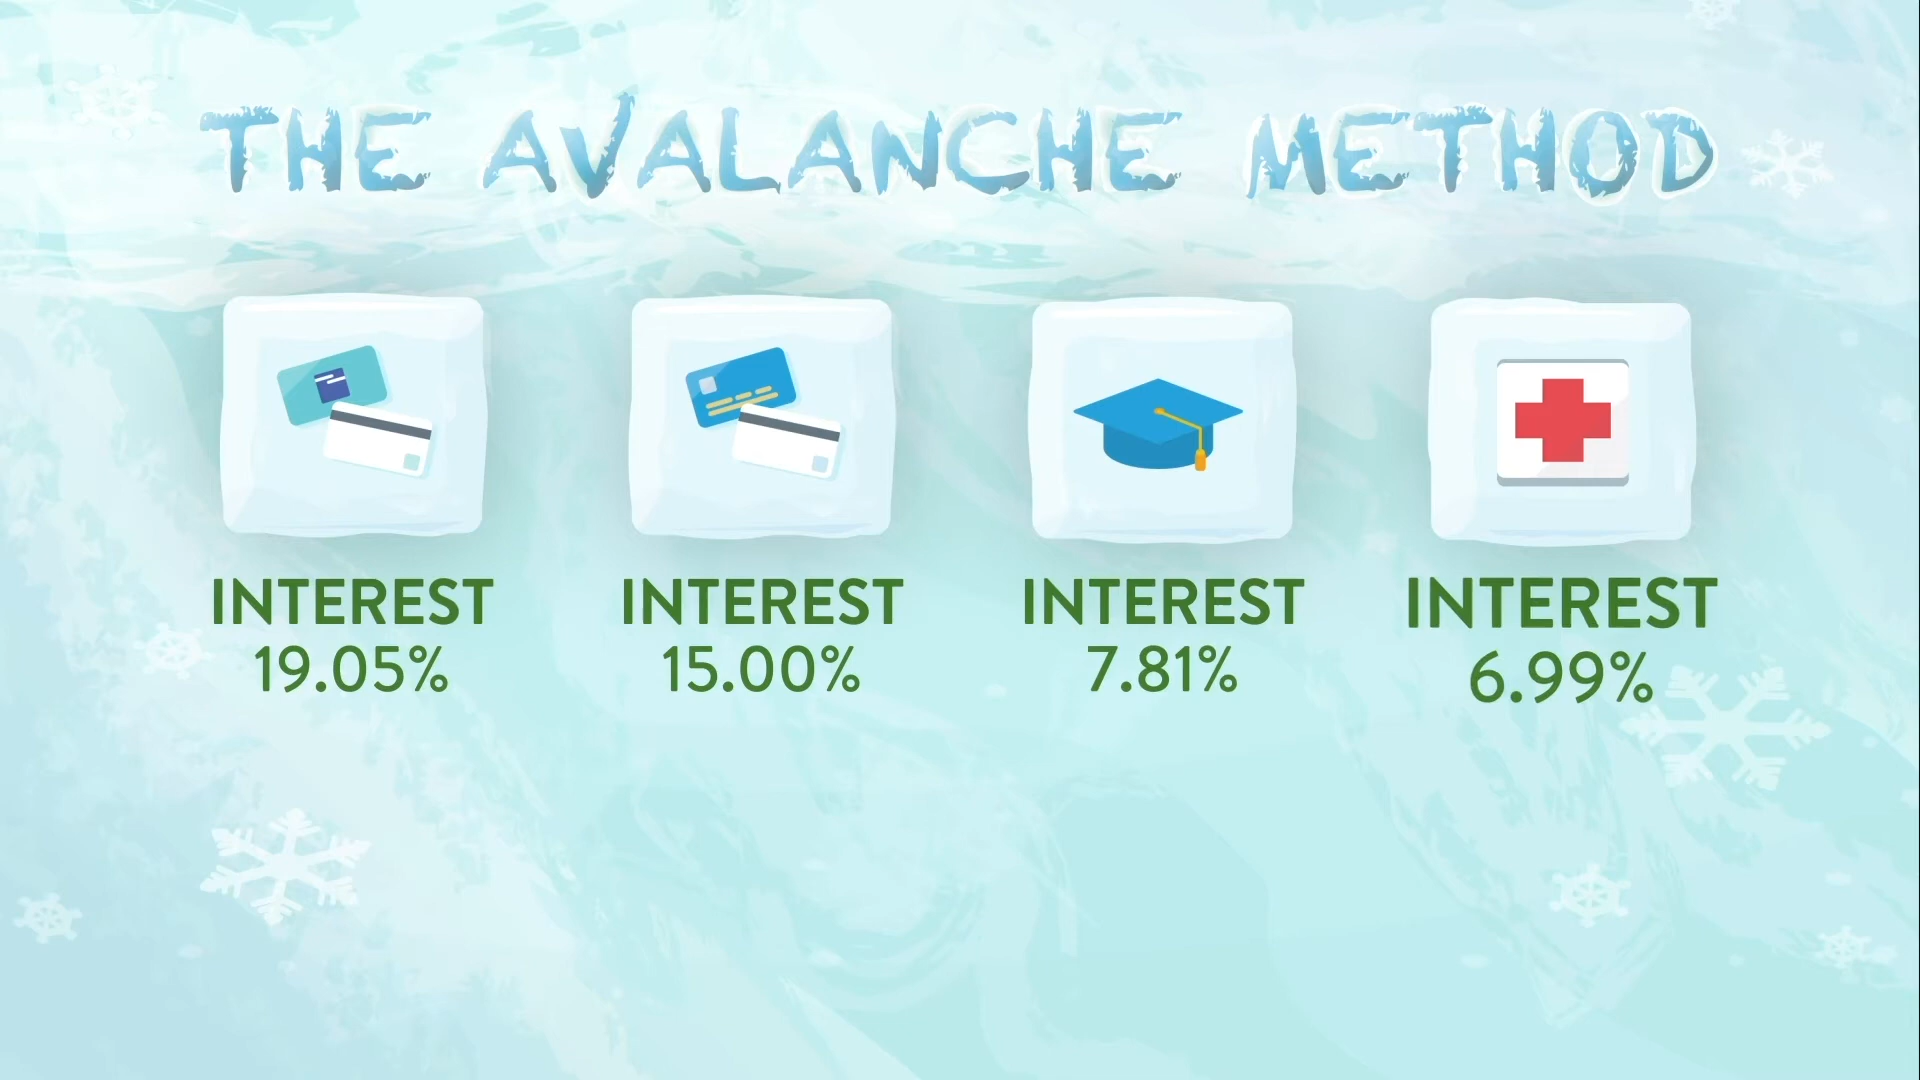 THE AVALANCHE METHOD
INTEREST
19.05%
INTEREST
15.00%
INTEREST
7.81%
INTEREST
6.99%